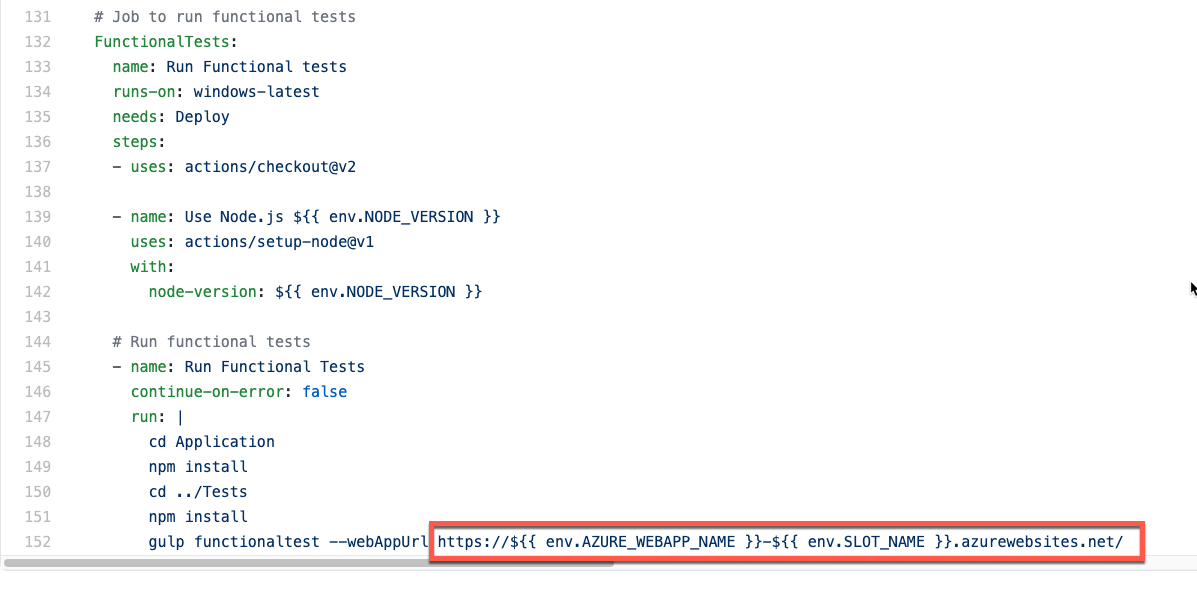 131 # Job to run functional tests
132 FunctionalTests:
133 name: Run Functional tests
134 runs-on: windows-latest
135 needs: Deploy
136 steps:
137 - uses: actions/checkout@v2
138
139 - name: Use Node.js ${{ env.NODE_VERSION }}
140 uses: actions/setup-node@v1
141 with:
142 node-version: ${{ env.NODE_VERSION }}
143
144 # Run functional tests
145 - name: Run Functional Tests
146 continue-on-error: false
147 run: |
148 cd Application
149 npm install
150 cd ../Tests
151 npm install
152 gulp functionaltest --webAppUrl https://${{ env.AZURE_WEBAPP_NAME }}-${{ env.SLOT_NAME }}.azurewebsites.net/